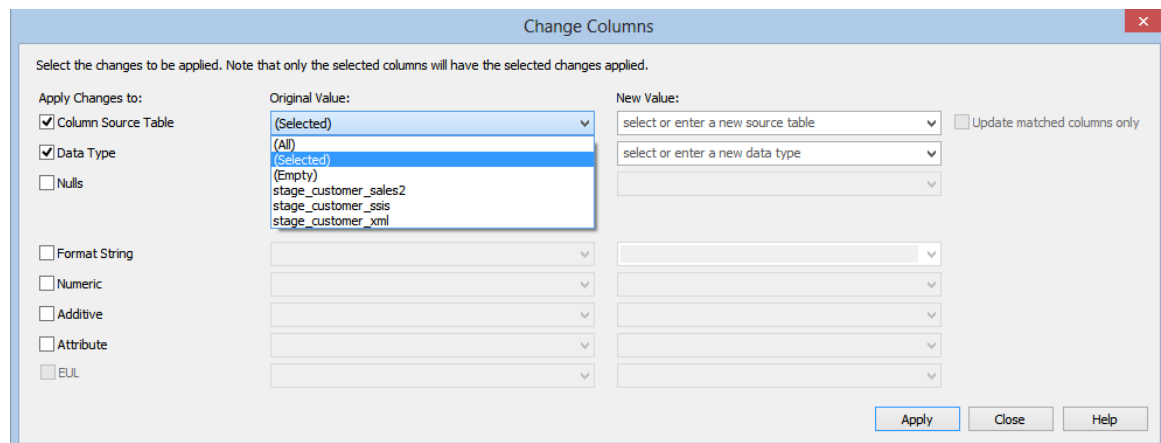 Change Columns
Select the changes to be applied. Note that only the selected columns will have the selected changes applied.
Apply Changes to: Original Value: New Value:
Column Source Table (Selected) select or enter a new source table Update matched columns only
(All)
Data Type (Selected) select or enter a new data type
(Empty)
Nulls stage_customer_sales2
stage_customer_ssis
stage_customer_xml
Format String
Numeric
Additive
Attribute
EUL
Apply Close Help